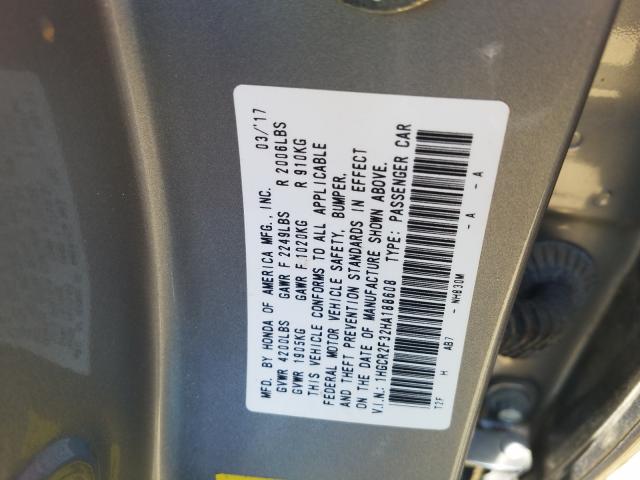 MFD. BY HONDA OF AMERICA MFG., INC. 03/'17
GVWR 4200LBS GAWR F 2249LBS R 2006LBS
GVWR 1905KG GAWR F 1020KG R 910KG
THIS VEHICLE CONFORMS TO ALL APPLICABLE
FEDERAL MOTOR VEHICLE SAFETY, BUMPER,
AND THEFT PREVENTION STANDARDS IN EFFECT
ON THE DATE OF MANUFACTURE SHOWN ABOVE.
V.I.N.: 1HGCR2F32HA188608 TYPE: PASSENGER CAR
T2F H AB7 - NH830M - A - A